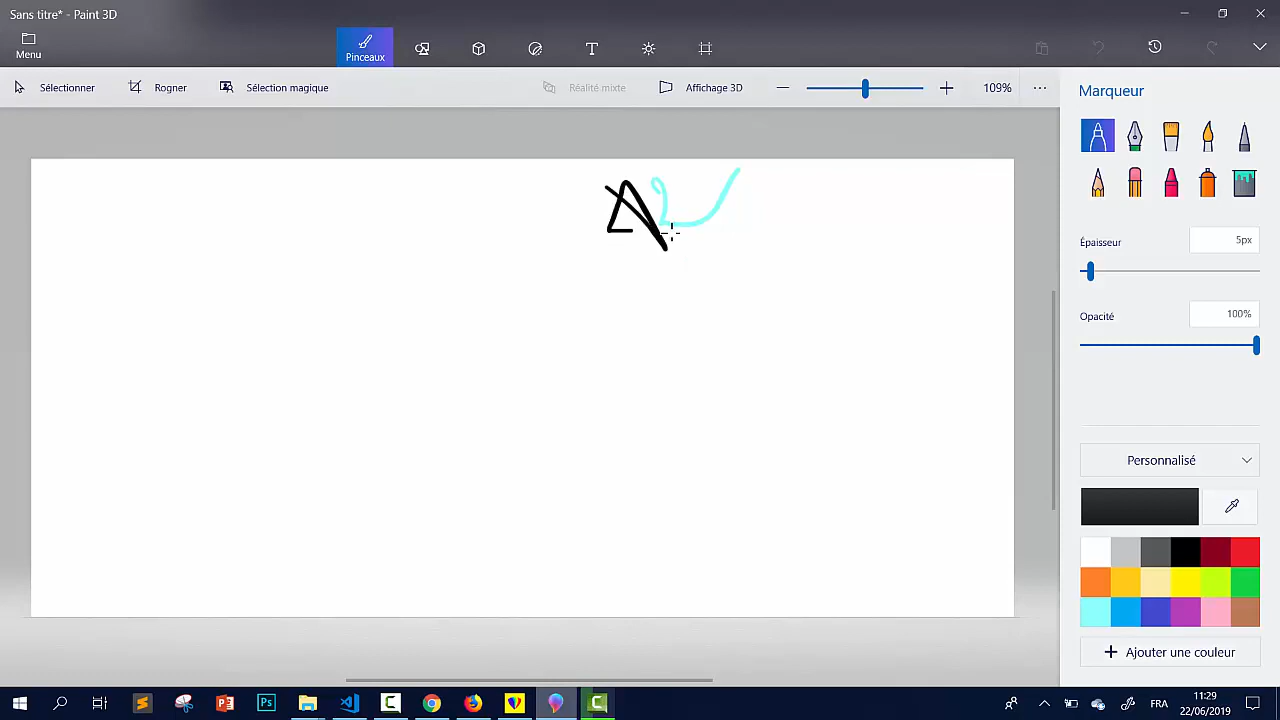 Sans titre* - Paint 3D
Menu
Pinceaux
T
Sélectionner
Rogner
Sélection magique
Réalité mixte
Affichage 3D
109%
Marqueur
Épaisseur
5px
Opacité
100%
Personnalisé
Ajouter une couleur
Ps
FRA
11:29
22/06/2019